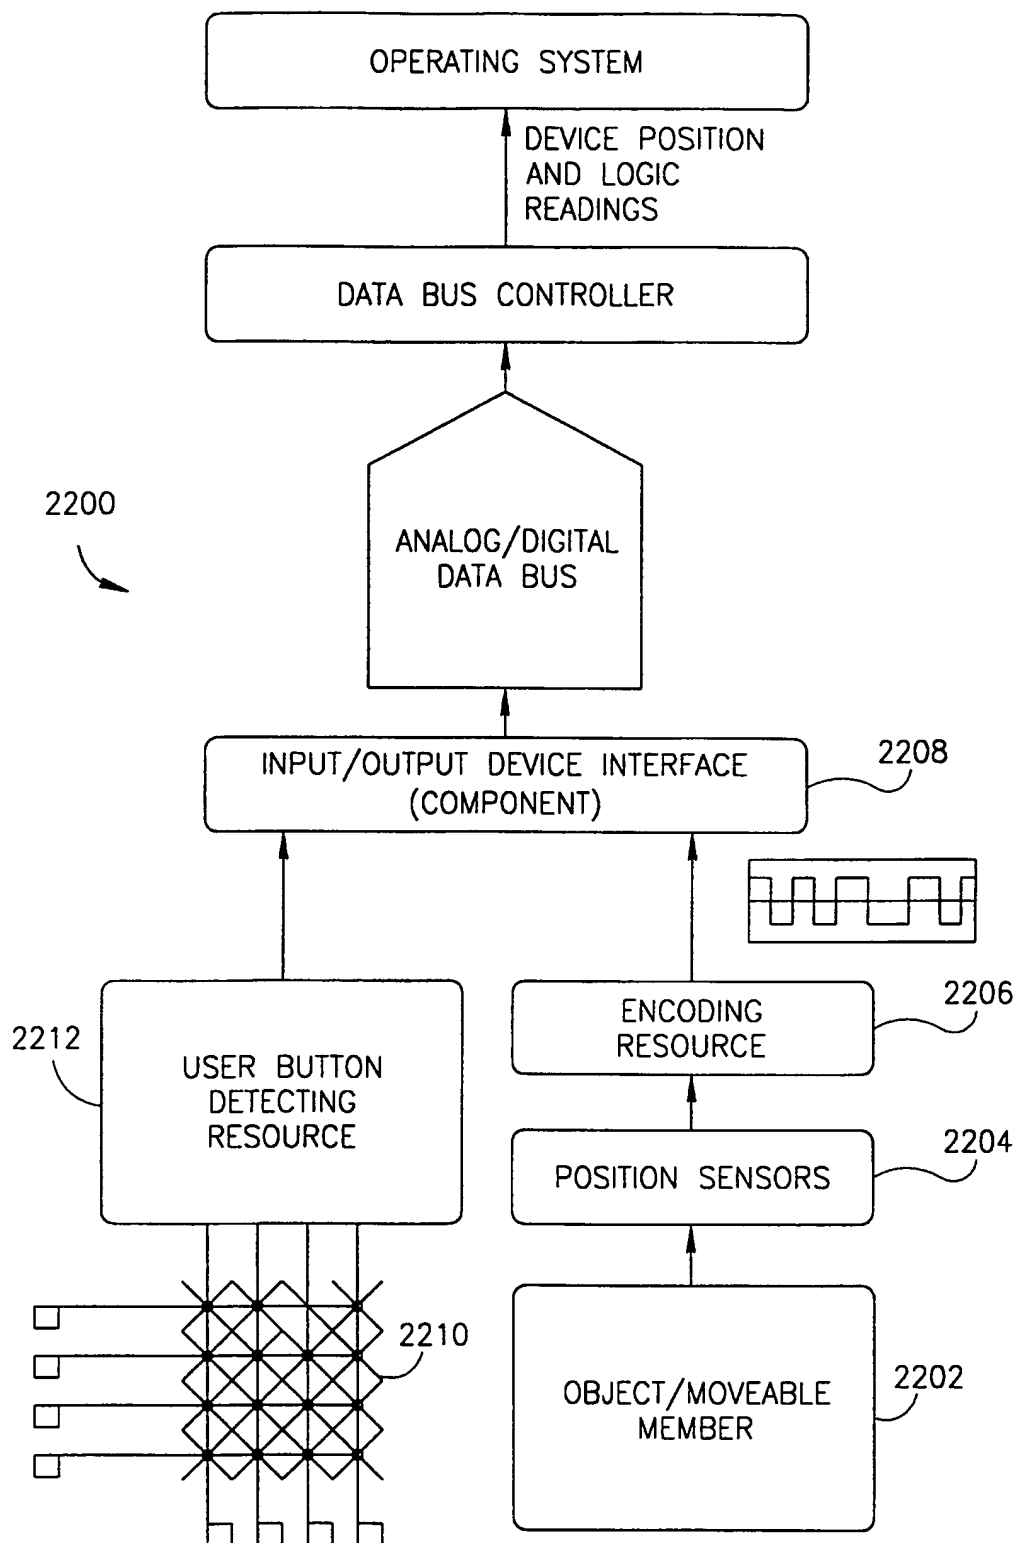 OPERATING SYSTEM
DEVICE POSITION
AND LOGIC
READINGS
DATA BUS CONTROLLER
2200
ANALOG/DIGITAL
DATA BUS
INPUT/OUTPUT DEVICE INTERFACE
(COMPONENT)
2208
2212
USER BUTTON
DETECTING
RESOURCE
ENCODING
RESOURCE
2206
POSITION SENSORS
2204
2210
OBJECT/MOVEABLE
MEMBER
2202